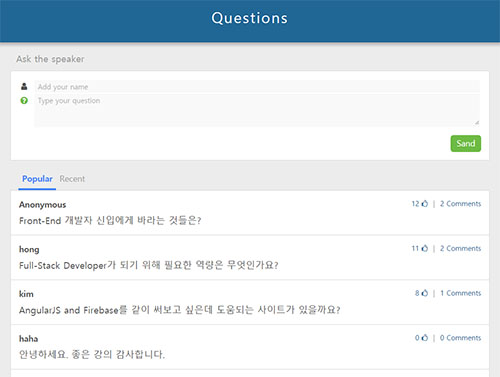 Questions
Ask the speaker
Add your name
Type your question
Sand
Popular Recent
Anonymous 12 | 2 Comments
Front-End 개발자 신입에게 바라는 것들은?
hong 11 | 2 Comments
Full-Stack Developer가 되기 위해 필요한 역량은 무엇인가요?
kim 8 | 1 Comments
AngularJS and Firebase를 같이 써보고 싶은데 도움되는 사이트가 있을까요?
haha 0 | 0 Comments
안녕하세요. 좋은 강의 감사합니다.